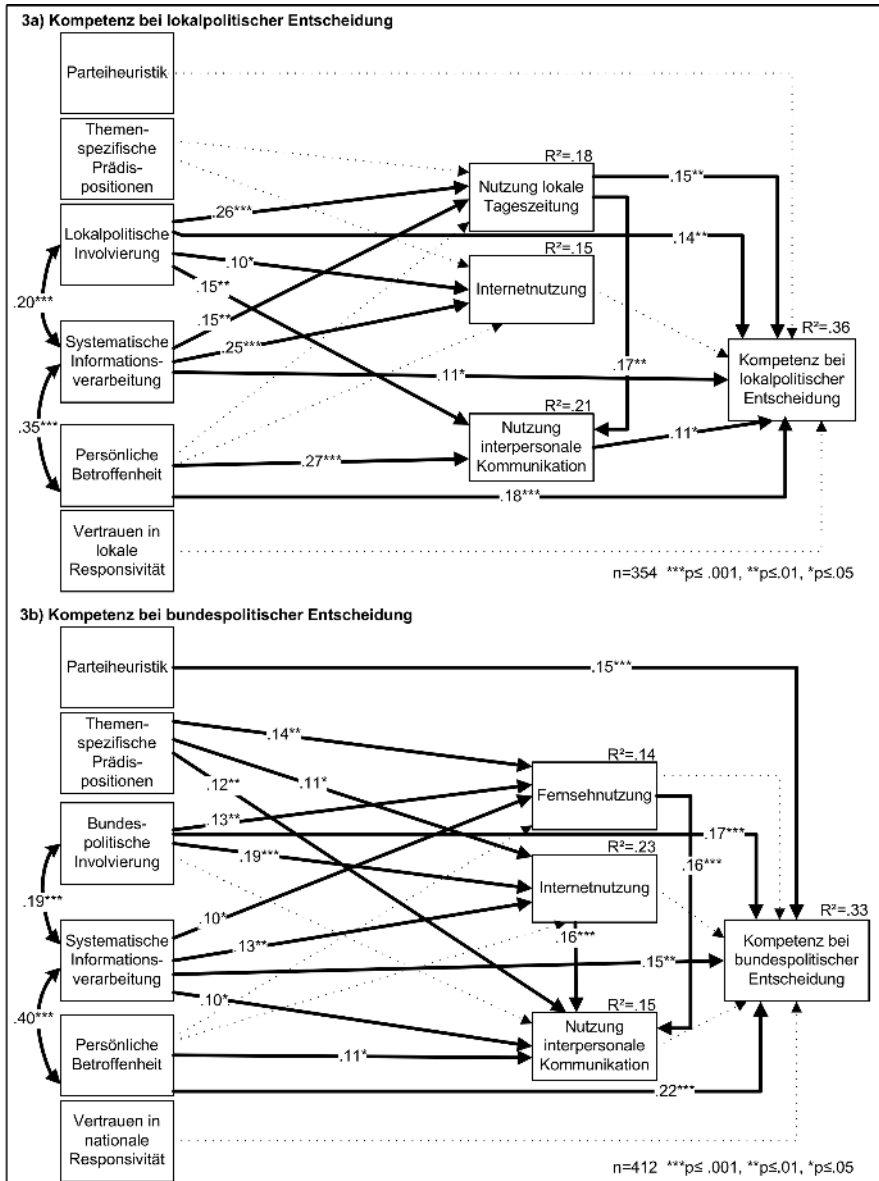 3a) Kompetenz bei lokalpolitischer Entscheidung
Parteiheuristik
Themen-
spezifische
Prädis-
positionen
Lokalpolitische
Involvierung
Systematische
Informations-
verarbeitung
Persönliche
Betroffenheit
Vertrauen in
lokale
Responsivität
.20***
.35***
.26***
.10*
.15**
.15**
.25***
.27***
R²=.18
Nutzung lokale
Tageszeitung
R²=.15
Internetnutzung
R²=.21
Nutzung
interpersonale
Kommunikation
.15**
.14**
.17**
.11*
.11*
.18***
R²=.36
Kompetenz bei
lokalpolitischer
Entscheidung
n=354 ***p≤ .001, **p≤.01, *p≤.05
3b) Kompetenz bei bundespolitischer Entscheidung
Parteiheuristik
Themen-
spezifische
Prädis-
positionen
Bundes-
politische
Involvierung
Systematische
Informations-
verarbeitung
Persönliche
Betroffenheit
Vertrauen in
nationale
Responsivität
.19***
.40***
.15***
.14**
.11*
.12**
.13**
.19***
.10*
.13**
.10*
.11*
R²=.14
Fernsehnutzung
R²=.23
Internetnutzung
.16***
R²=.15
Nutzung
interpersonale
Kommunikation
.17***
.16***
.15**
.22***
R²=.33
Kompetenz bei
bundespolitischer
Entscheidung
n=412 ***p≤ .001, **p≤.01, *p≤.05